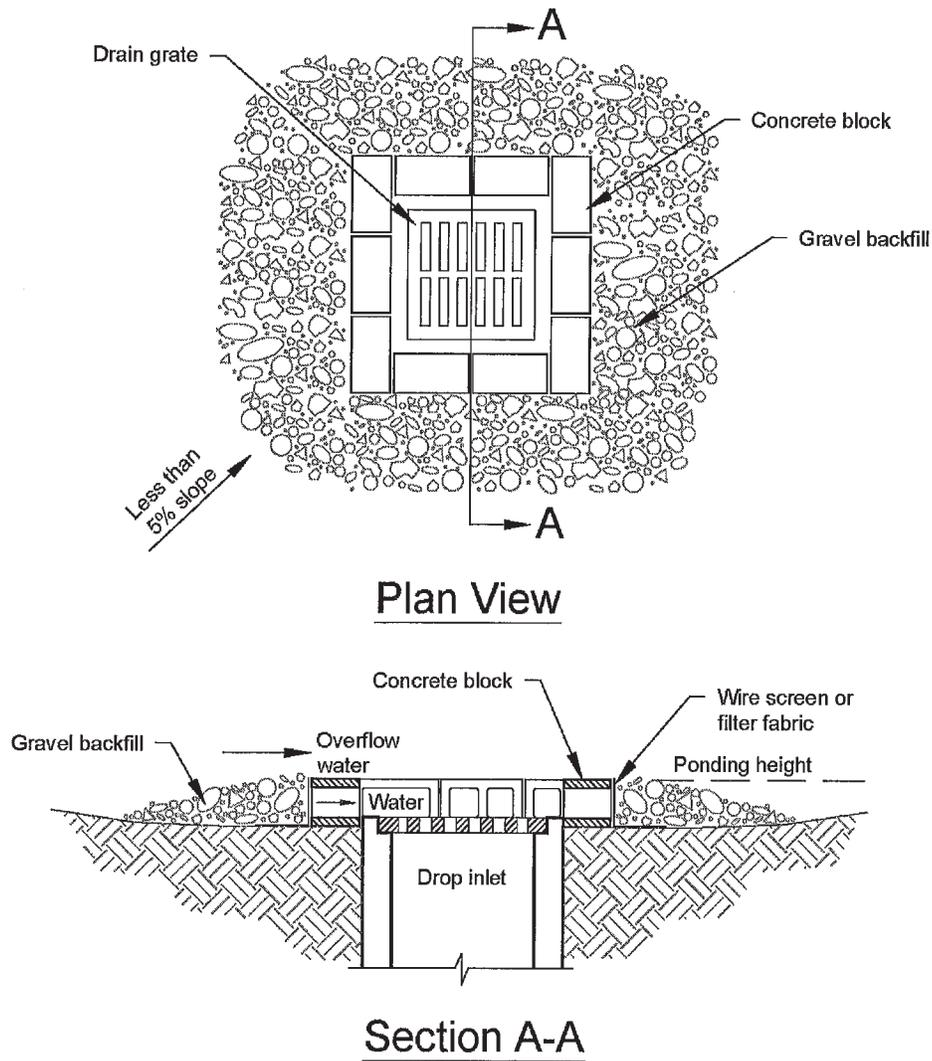 A
Drain grate
Concrete block
Gravel backfill
Less than
5% slope
A
Plan View
Concrete block
Wire screen or
filter fabric
Gravel backfill
Overflow
water
Ponding height
Water
Drop inlet
Section A-A